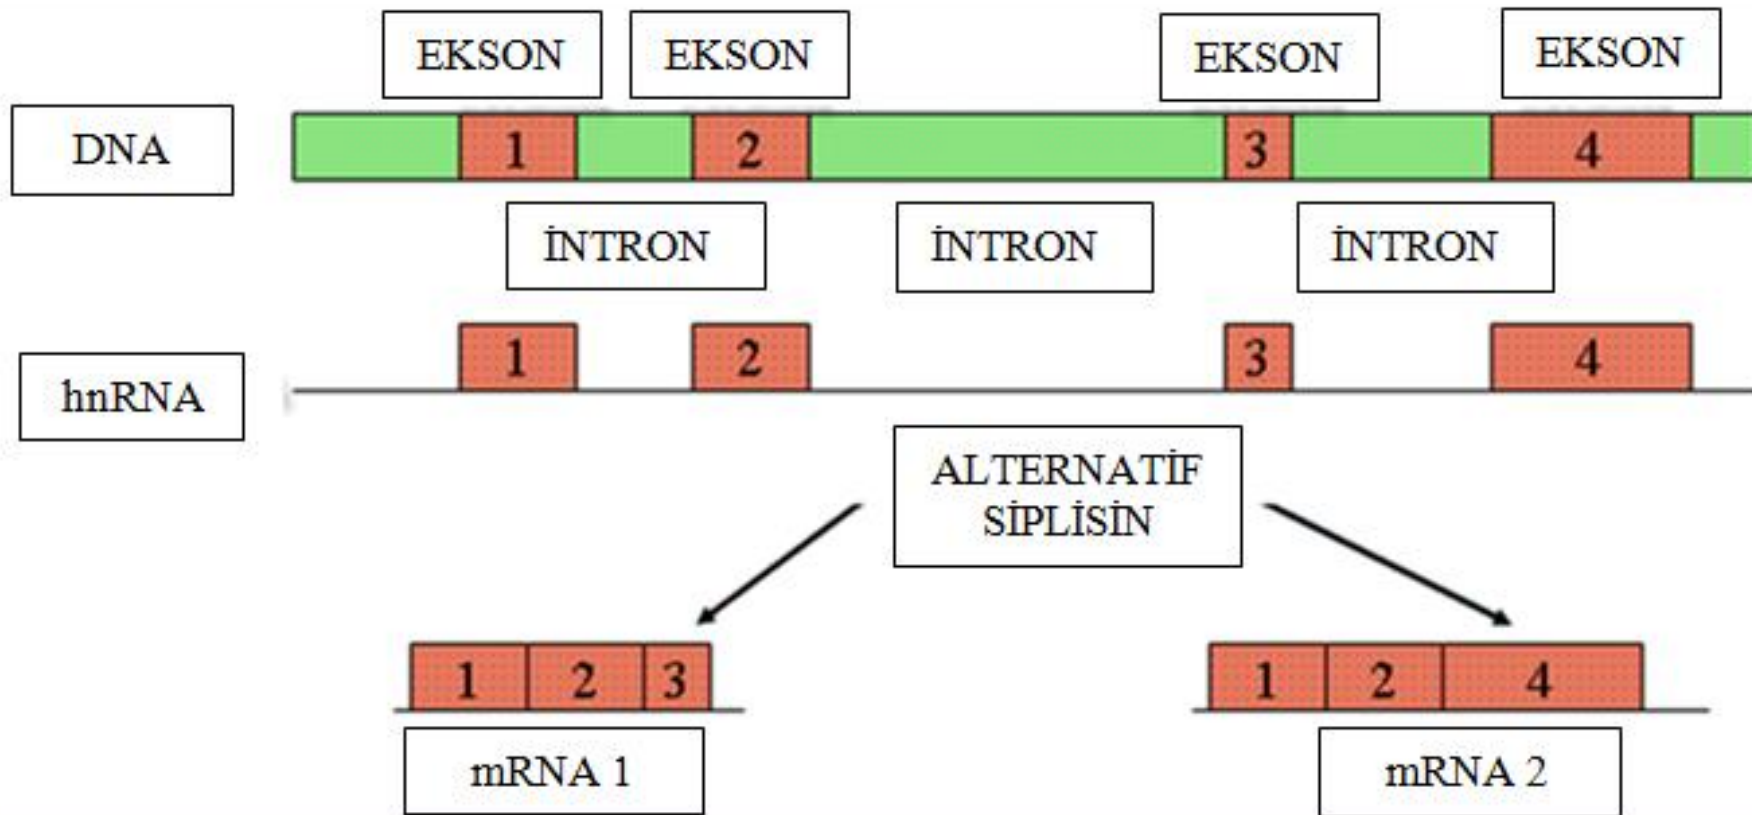 EKSON
EKSON
EKSON
EKSON
DNA
1
2
3
4
İNTRON
İNTRON
İNTRON
hnRNA
1
2
3
4
ALTERNATİF
SİPLİSİN
1
2
3
1
2
4
mRNA 1
mRNA 2